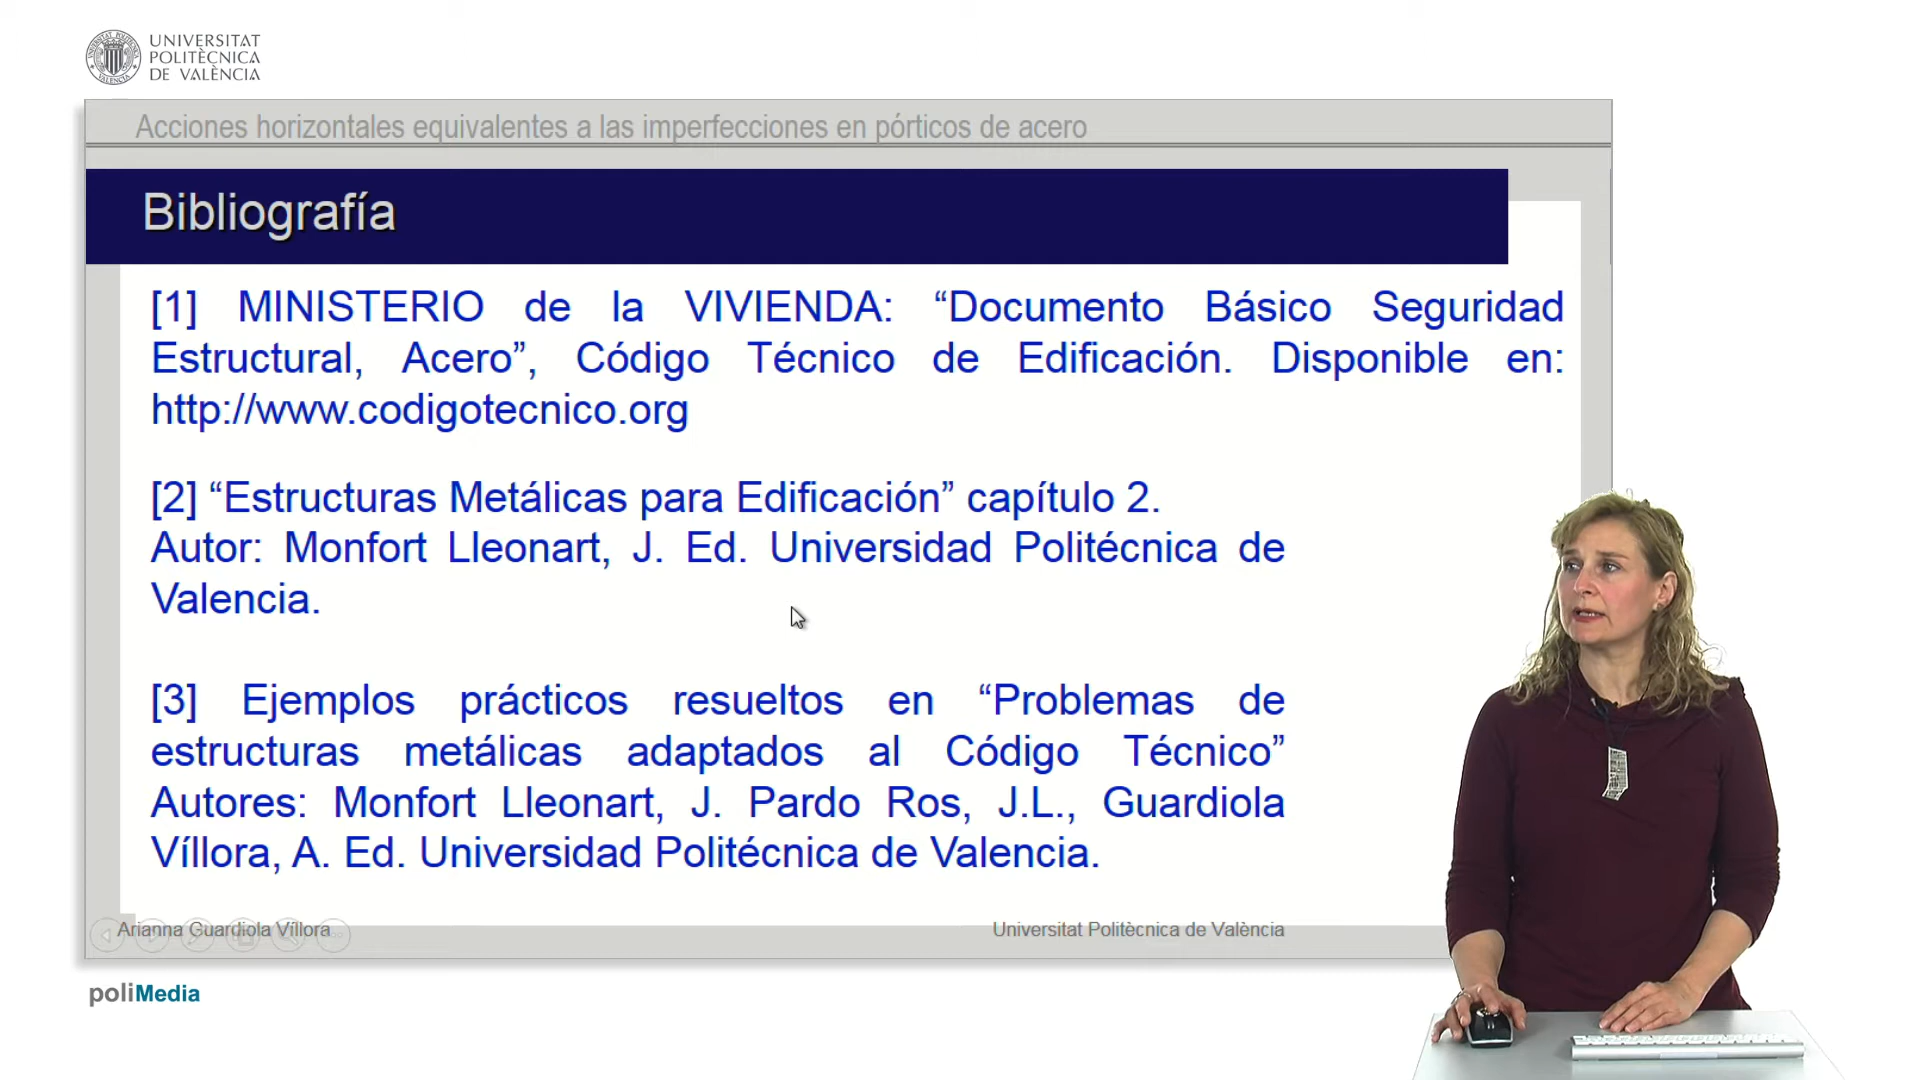 UNIVERSITAT
POLITÈCNICA
DE VALÈNCIA
Acciones horizontales equivalentes a las imperfecciones en pórticos de acero
Bibliografía
[1] MINISTERIO de la VIVIENDA: “Documento Básico Seguridad
Estructural, Acero”, Código Técnico de Edificación. Disponible en:
http://www.codigotecnico.org
[2] “Estructuras Metálicas para Edificación” capítulo 2.
Autor: Monfort Lleonart, J. Ed. Universidad Politécnica de
Valencia.
[3] Ejemplos prácticos resueltos en “Problemas de
estructuras metálicas adaptados al Código Técnico”
Autores: Monfort Lleonart, J. Pardo Ros, J.L., Guardiola
Víllora, A. Ed. Universidad Politécnica de Valencia.
Arianna Guardiola Víllora
Universitat Politècnica de València
poliMedia